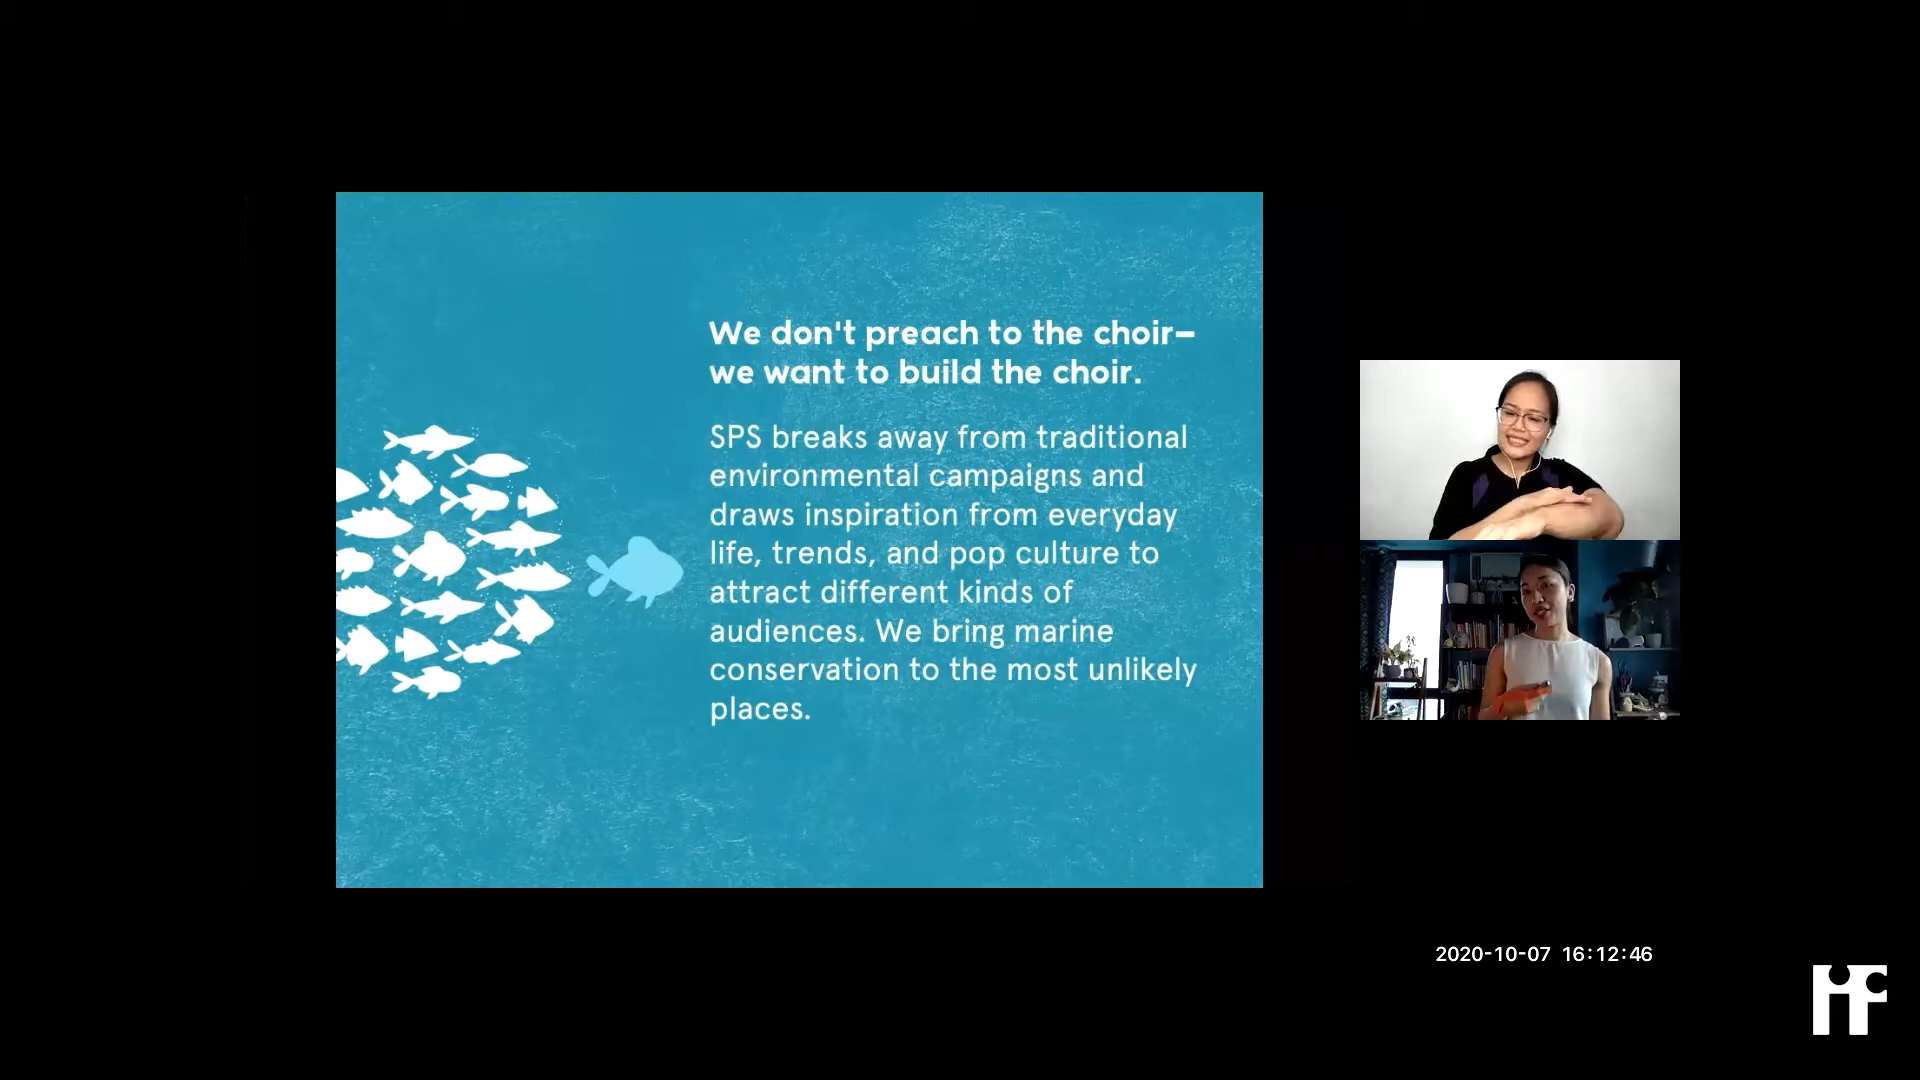 We don't preach to the choir—
we want to build the choir.
SPS breaks away from traditional
environmental campaigns and
draws inspiration from everyday
life, trends, and pop culture to
attract different kinds of
audiences. We bring marine
conservation to the most unlikely
places.
2020-10-07 16:12:46